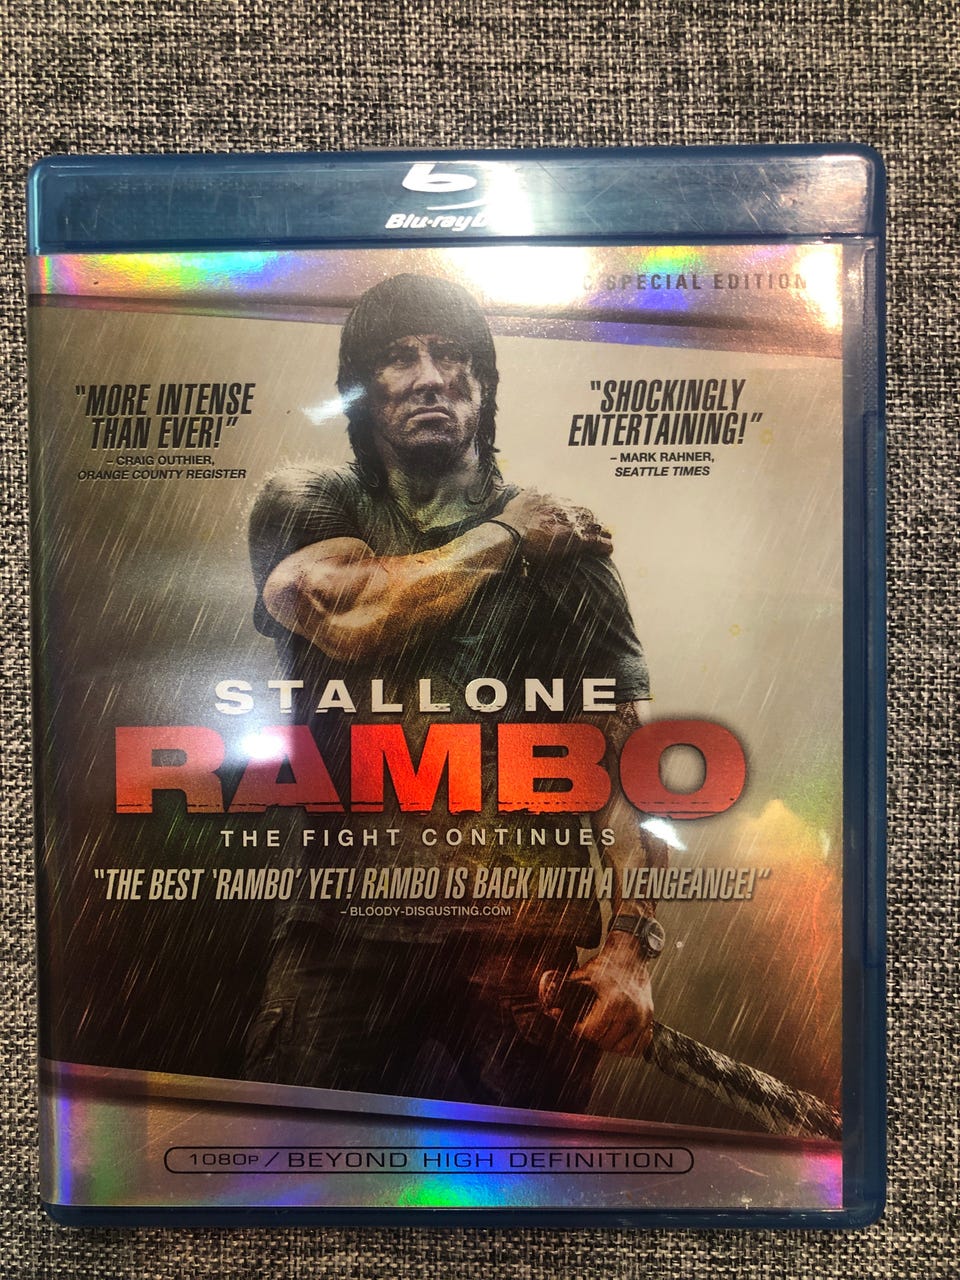 Blu-ray
SPECIAL EDITION
"MORE INTENSE
THAN EVER!"
– CRAIG OUTHIER,
ORANGE COUNTY REGISTER
"SHOCKINGLY
ENTERTAINING!"
– MARK RAHNER,
SEATTLE TIMES
STALLONE
RAMBO
THE FIGHT CONTINUES
"THE BEST 'RAMBO' YET! RAMBO IS BACK WITH A VENGEANCE!"
– BLOODY-DISGUSTING.COM
1080P / BEYOND HIGH DEFINITION